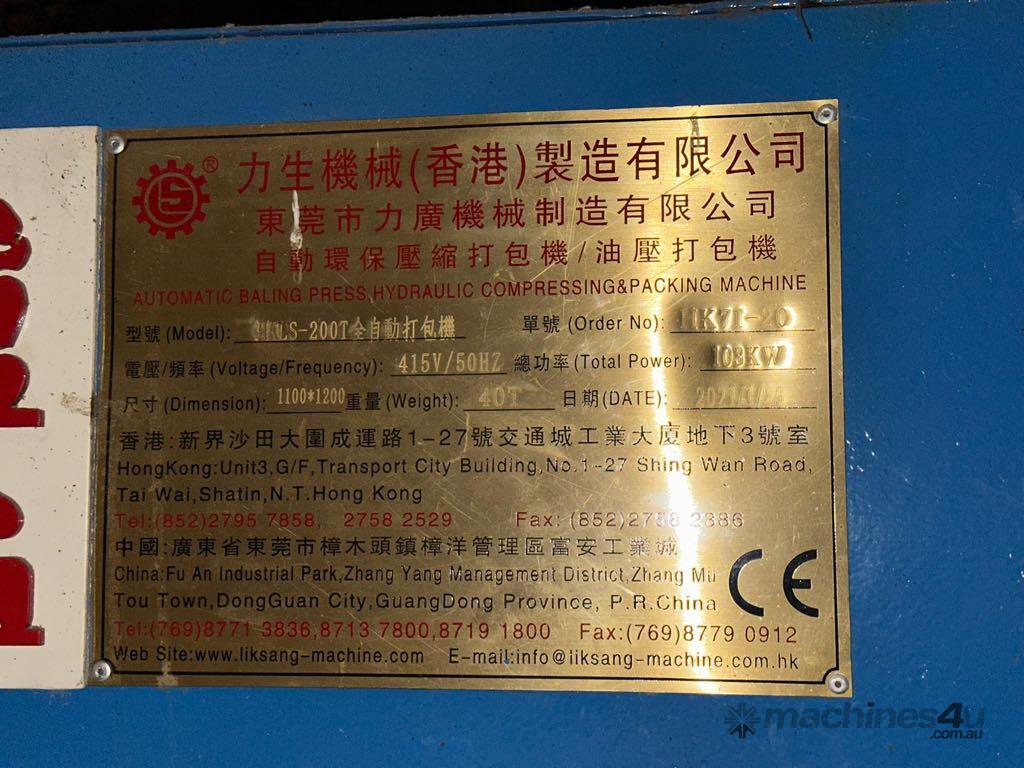 LS ®
力生機械(香港)製造有限公司
東莞市力廣機械制造有限公司
自動環保壓縮打包機/油壓打包機
AUTOMATIC BALING PRESS,HYDRAULIC COMPRESSING&PACKING MACHINE
型號(Model): 全自動打包機 單號(Order No):
電壓/頻率(Voltage/Frequency): 415V/50HZ 總功率(Total Power): 103KW
尺寸(Dimension): 1100*1200 重量(Weight): 40T 日期(DATE):
香港:新界沙田大圍成運路1-27號交通城工業大廈地下3號室
HongKong:Unit3,G/F,Transport City Building,No.1-27 Shing Wan Road,
Tai Wai,Shatin,N.T.Hong Kong
Tel:(852)2795 7858, 2758 2529 Fax: (852)2758 2886
中國:廣東省東莞市樟木頭鎮樟洋管理區富安工業城
China:Fu An Industrial Park,Zhang Yang Management District,Zhang Mu
Tou Town,DongGuan City,GuangDong Province, P.R.China
CE
Tel:(769)8771 3836,8713 7800,8719 1800 Fax:(769)8779 0912
Web Site:www.liksang-machine.com E-mail:info@liksang-machine.com.hk
machines4u
.com.au